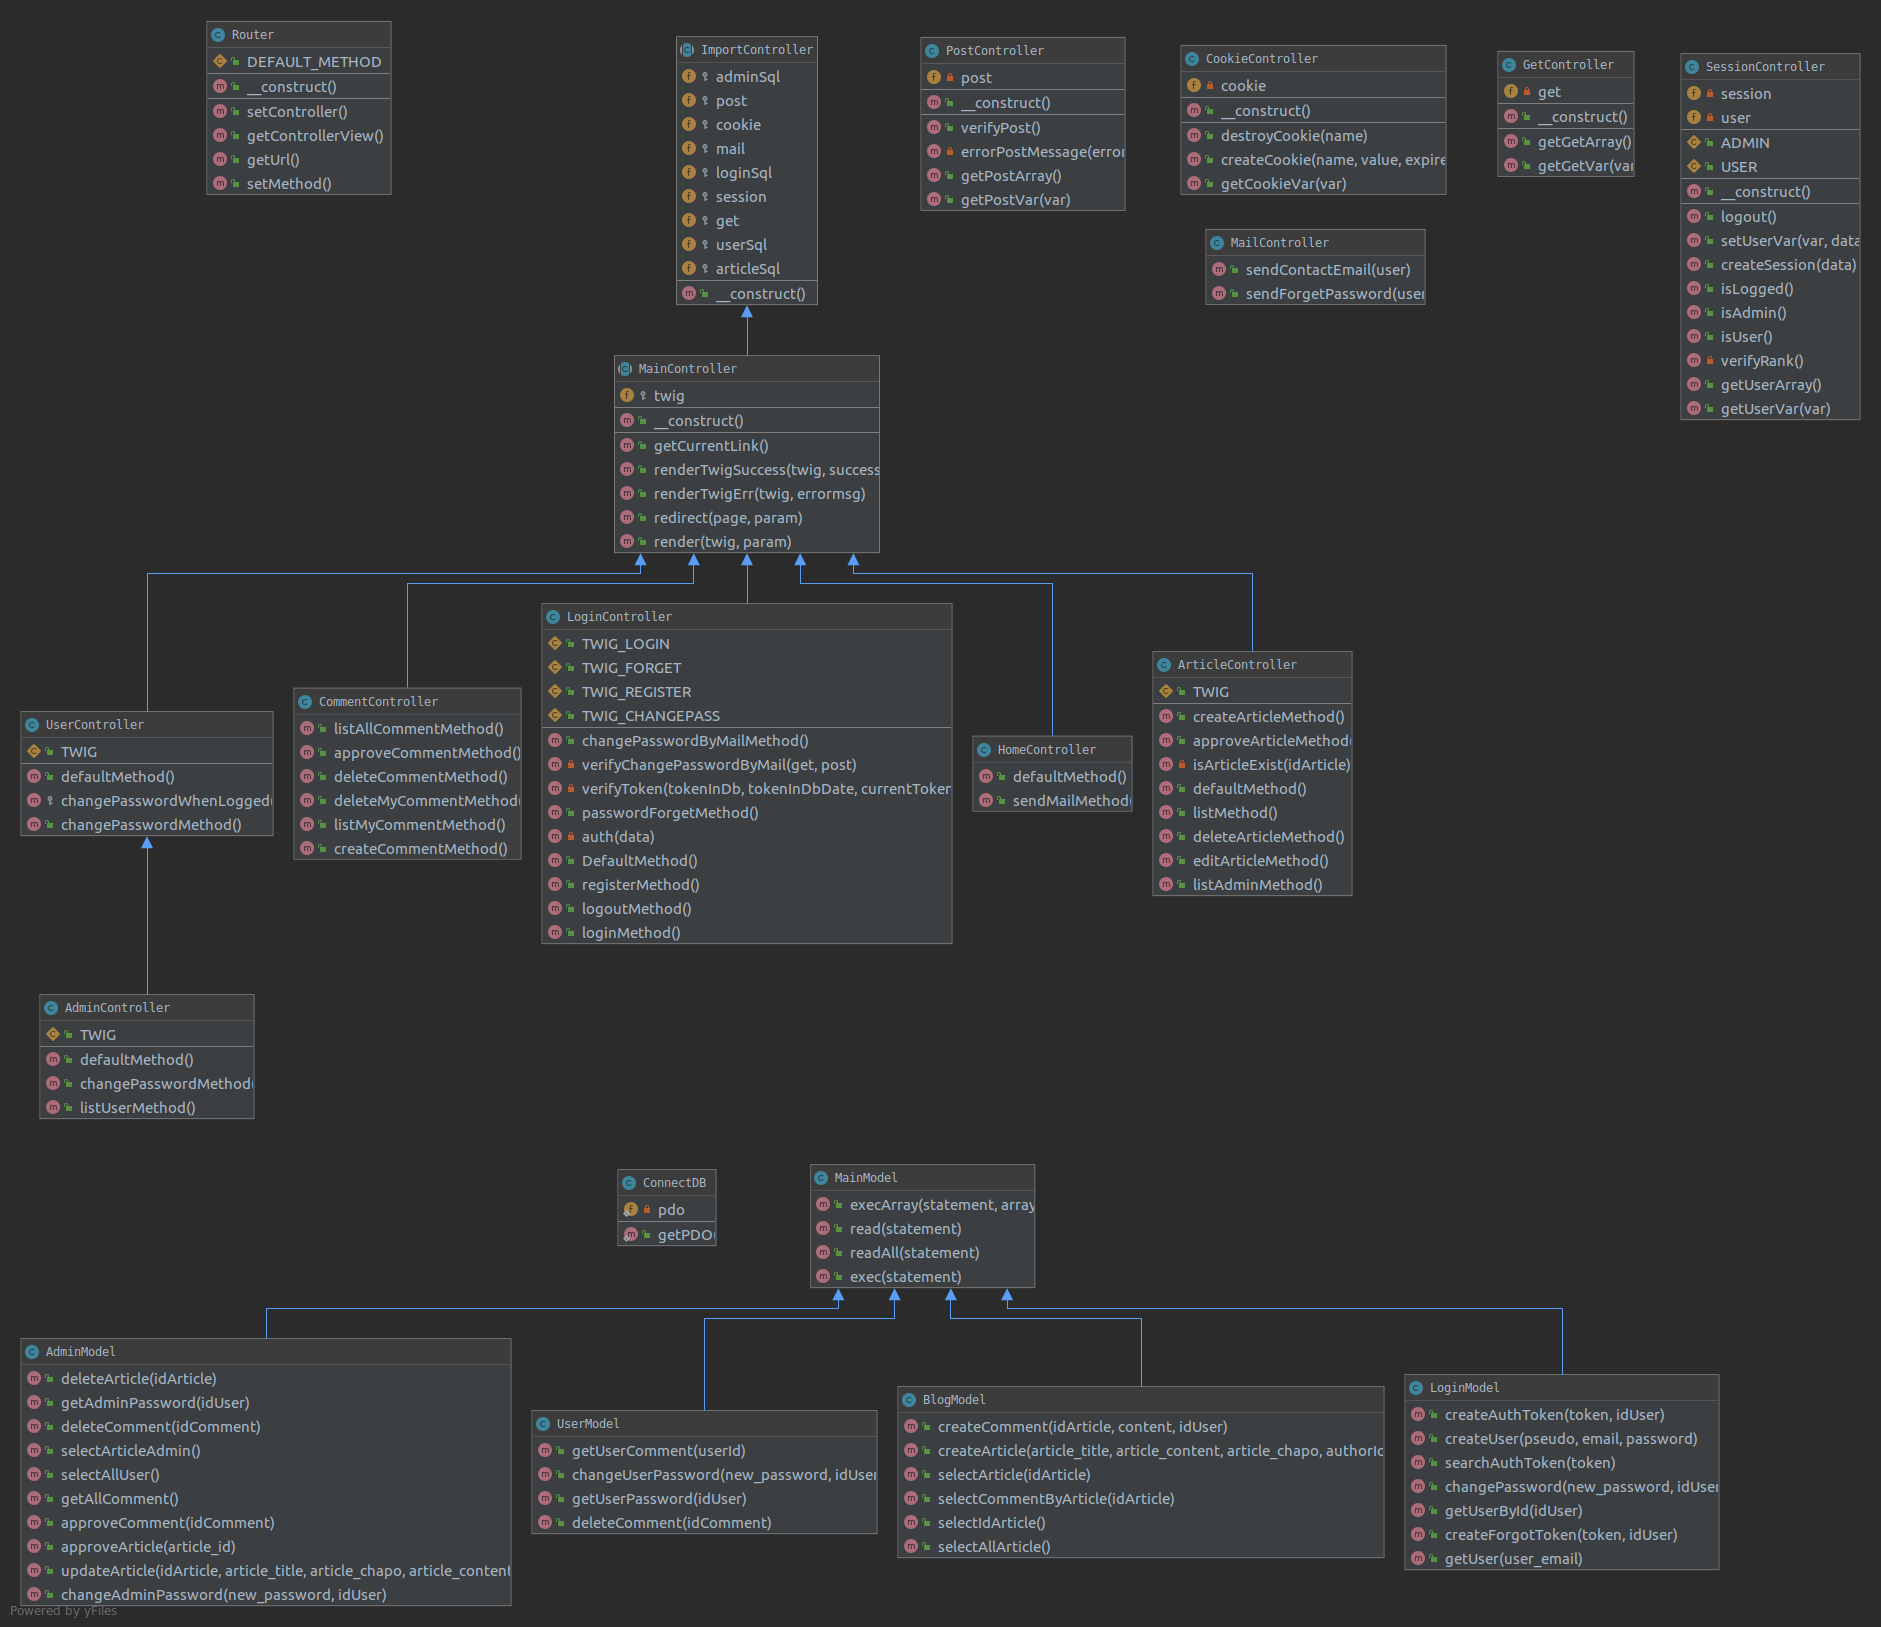 Router
DEFAULT_METHOD
__construct()
setController()
getControllerView()
getUrl()
setMethod()
ImportController
adminSql
post
cookie
mail
loginSql
session
get
userSql
articleSql
__construct()
PostController
post
__construct()
verifyPost()
errorPostMessage(error
getPostArray()
getPostVar(var)
CookieController
cookie
__construct()
destroyCookie(name)
createCookie(name, value, expire
getCookieVar(var)
MailController
sendContactEmail(user)
sendForgetPassword(user
GetController
get
__construct()
getGetArray()
getGetVar(var
SessionController
session
user
ADMIN
USER
__construct()
logout()
setUserVar(var, data
createSession(data)
isLogged()
isAdmin()
isUser()
verifyRank()
getUserArray()
getUserVar(var)
MainController
twig
__construct()
getCurrentLink()
renderTwigSuccess(twig, success
renderTwigErr(twig, errormsg)
redirect(page, param)
render(twig, param)
UserController
TWIG
defaultMethod()
changePasswordWhenLogged(
changePasswordMethod()
CommentController
listAllCommentMethod()
approveCommentMethod()
deleteCommentMethod()
deleteMyCommentMethod(
listMyCommentMethod()
createCommentMethod()
LoginController
TWIG_LOGIN
TWIG_FORGET
TWIG_REGISTER
TWIG_CHANGEPASS
changePasswordByMailMethod()
verifyChangePasswordByMail(get, post)
verifyToken(tokenInDb, tokenInDbDate, currentToken
passwordForgetMethod()
auth(data)
DefaultMethod()
registerMethod()
logoutMethod()
loginMethod()
HomeController
defaultMethod()
sendMailMethod(
ArticleController
TWIG
createArticleMethod()
approveArticleMethod(
isArticleExist(idArticle)
defaultMethod()
listMethod()
deleteArticleMethod()
editArticleMethod()
listAdminMethod()
AdminController
TWIG
defaultMethod()
changePasswordMethod(
listUserMethod()
ConnectDB
pdo
getPDO(
MainModel
execArray(statement, array
read(statement)
readAll(statement)
exec(statement)
AdminModel
deleteArticle(idArticle)
getAdminPassword(idUser)
deleteComment(idComment)
selectArticleAdmin()
selectAllUser()
getAllComment()
approveComment(idComment)
approveArticle(article_id)
updateArticle(idArticle, article_title, article_chapo, article_content
changeAdminPassword(new_password, idUser)
UserModel
getUserComment(userId)
changeUserPassword(new_password, idUser
getUserPassword(idUser)
deleteComment(idComment)
BlogModel
createComment(idArticle, content, idUser)
createArticle(article_title, article_content, article_chapo, authorId
selectArticle(idArticle)
selectCommentByArticle(idArticle)
selectIdArticle()
selectAllArticle()
LoginModel
createAuthToken(token, idUser)
createUser(pseudo, email, password)
searchAuthToken(token)
changePassword(new_password, idUser
getUserById(idUser)
createForgotToken(token, idUser)
getUser(user_email)
Powered by yFiles